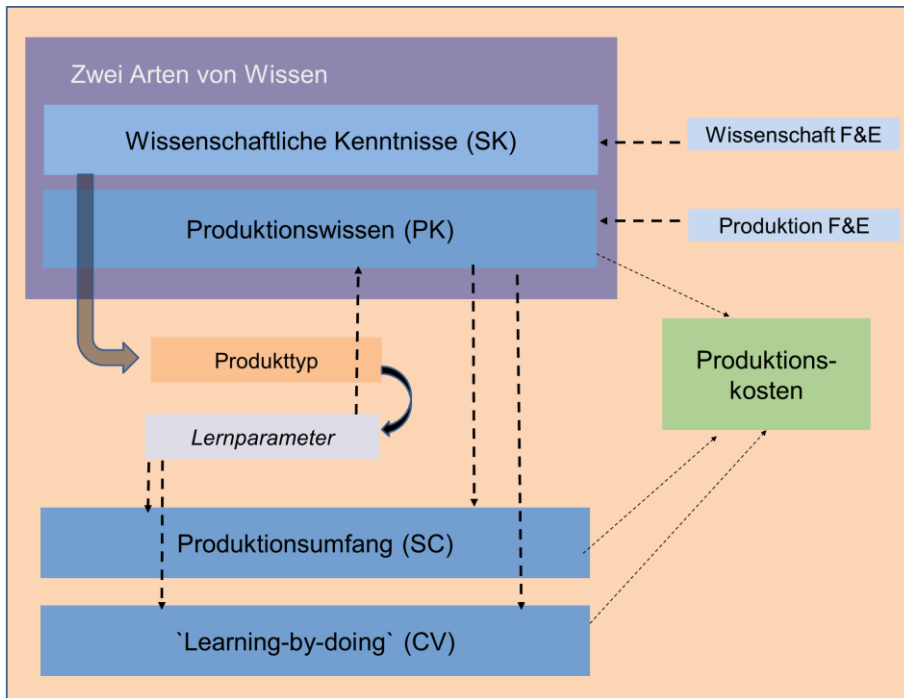 Zwei Arten von Wissen
Wissenschaftliche Kenntnisse (SK)
Wissenschaft F&E
Produktionswissen (PK)
Produktion F&E
Produkttyp
Produktions-
kosten
Lernparameter
Produktionsumfang (SC)
`Learning-by-doing` (CV)